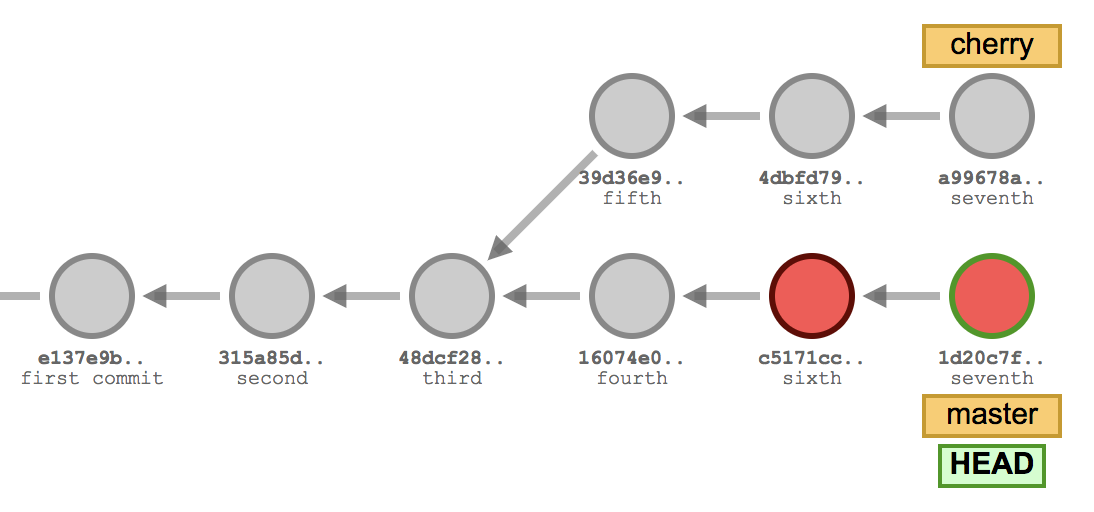 cherry
39d36e9.. 4dbfd79.. a99678a..
fifth sixth seventh
e137e9b.. 315a85d.. 48dcf28.. 16074e0.. c5171cc.. 1d20c7f..
first commit second third fourth sixth seventh
master
HEAD